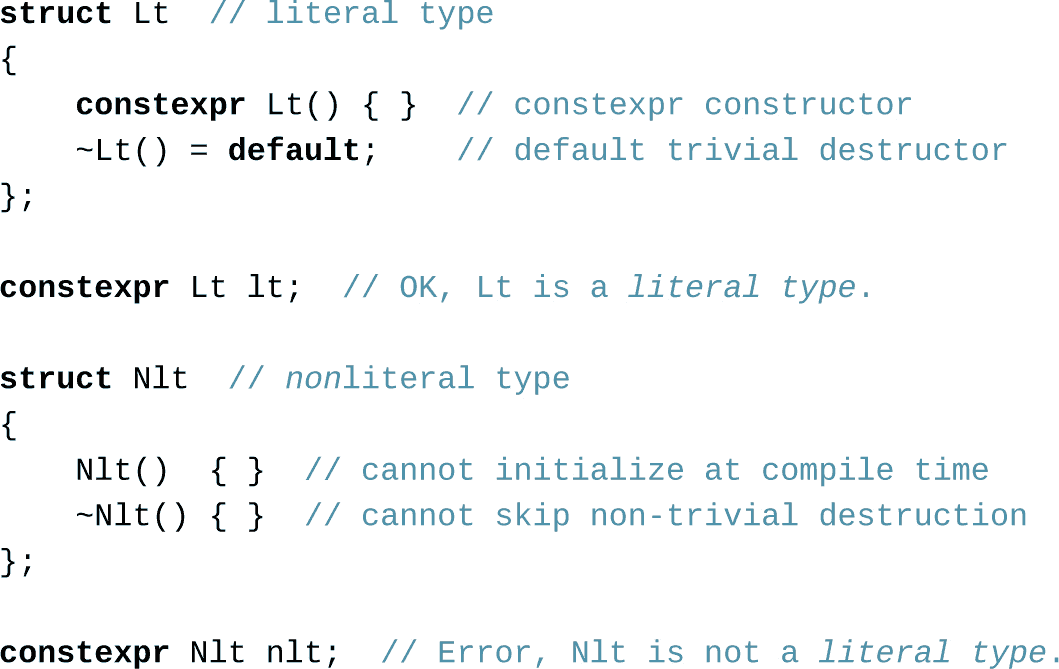 struct Lt  // literal type
{
    constexpr Lt() { }  // constexpr constructor
    ~Lt() = default;    // default trivial destructor
};

constexpr Lt lt;  // OK, Lt is a literal type.

struct Nlt  // nonliteral type
{
    Nlt()  { }  // cannot initialize at compile time
    ~Nlt() { }  // cannot skip non-trivial destruction
};

constexpr Nlt nlt;  // Error, Nlt is not a literal type.